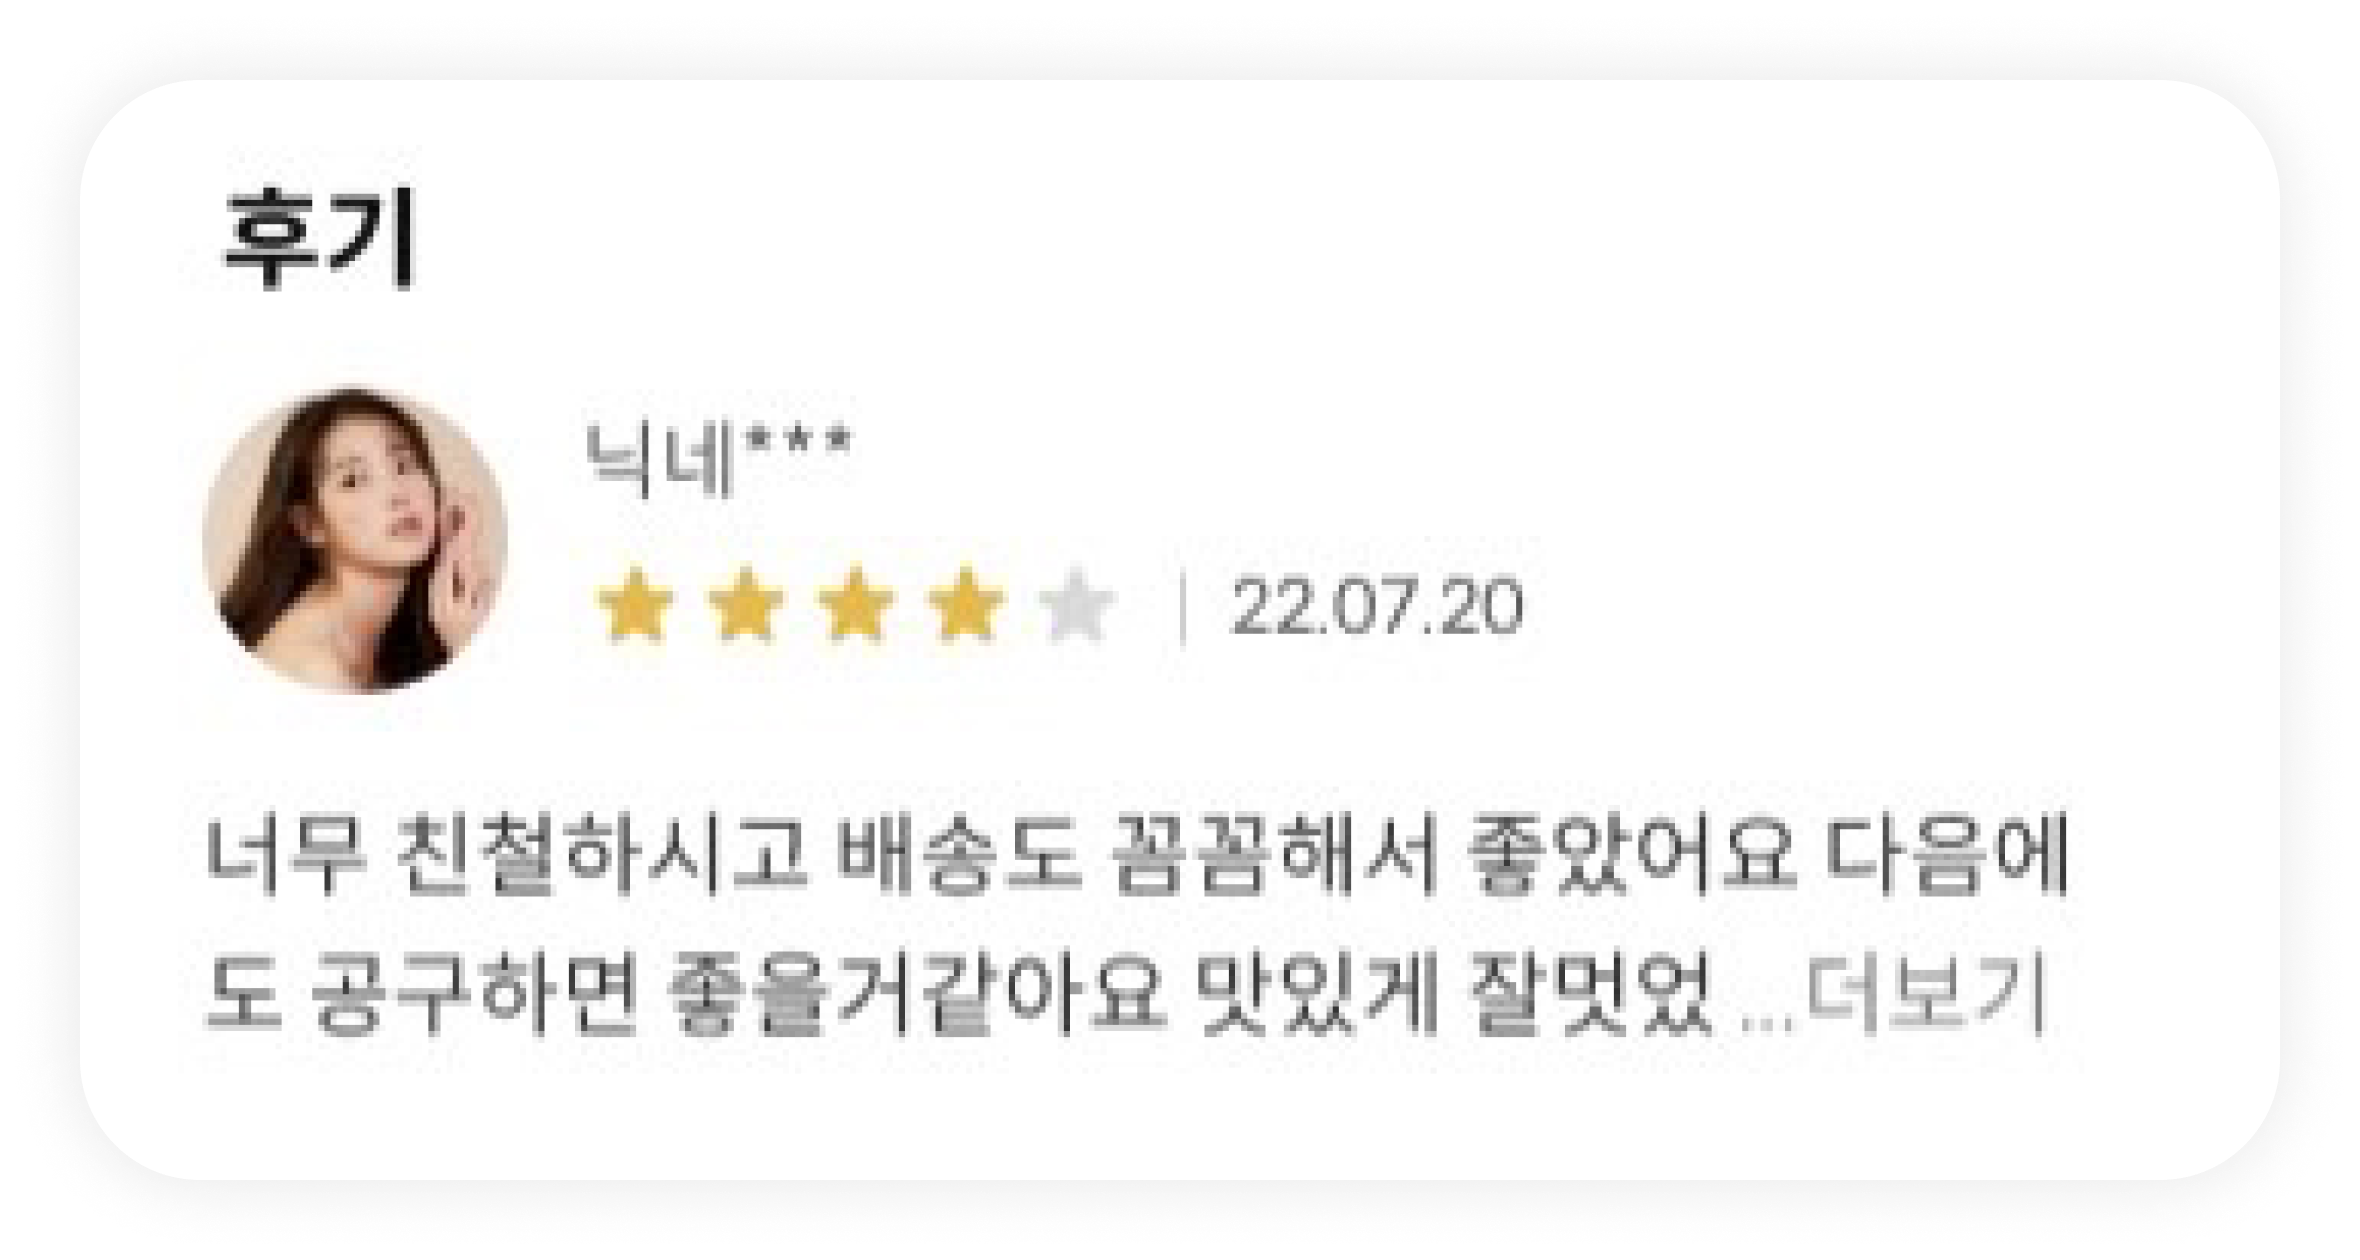 후기
닉네***
22.07.20
너무 친철하시고 배송도 꼼꼼해서 좋았어요 다음에
도 공구하면 좋을거같아요 맛있게 잘먓었 ...더보기